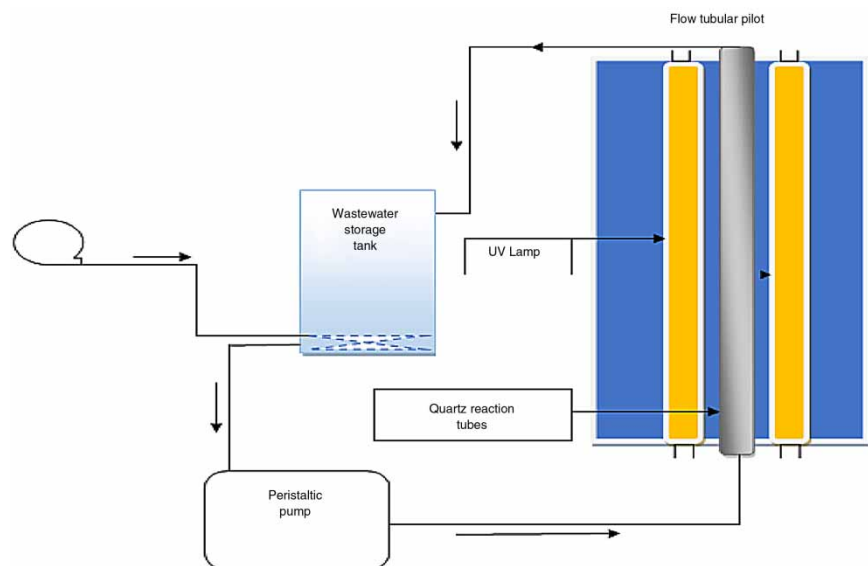 Flow tubular pilot
Wastewater
storage
tank
UV Lamp
Quartz reaction
tubes
Peristaltic
pump